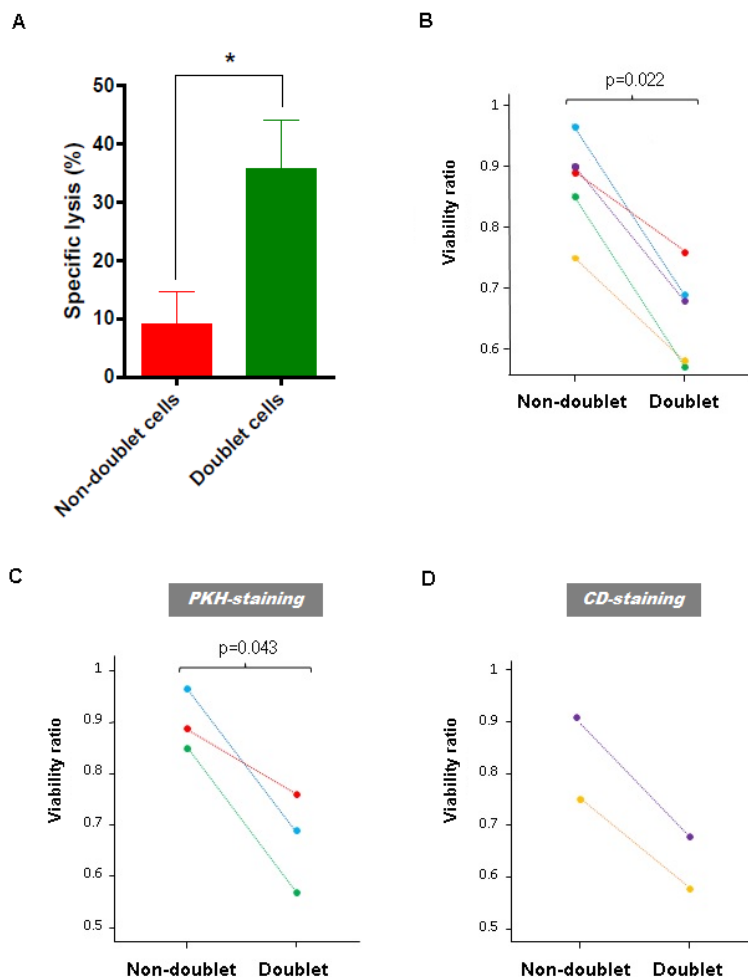 A
*
50
40
30
20
10
0
Specific lysis (%)
Non-doublet cells
Doublet cells
B
p=0.022
1
0.9
0.8
0.7
0.6
Viability ratio
Non-doublet Doublet
C
PKH-staining
p=0.043
1
0.9
0.8
0.7
0.6
0.5
Viability ratio
Non-doublet Doublet
D
CD-staining
1
0.9
0.8
0.7
0.6
0.5
Viability ratio
Non-doublet Doublet